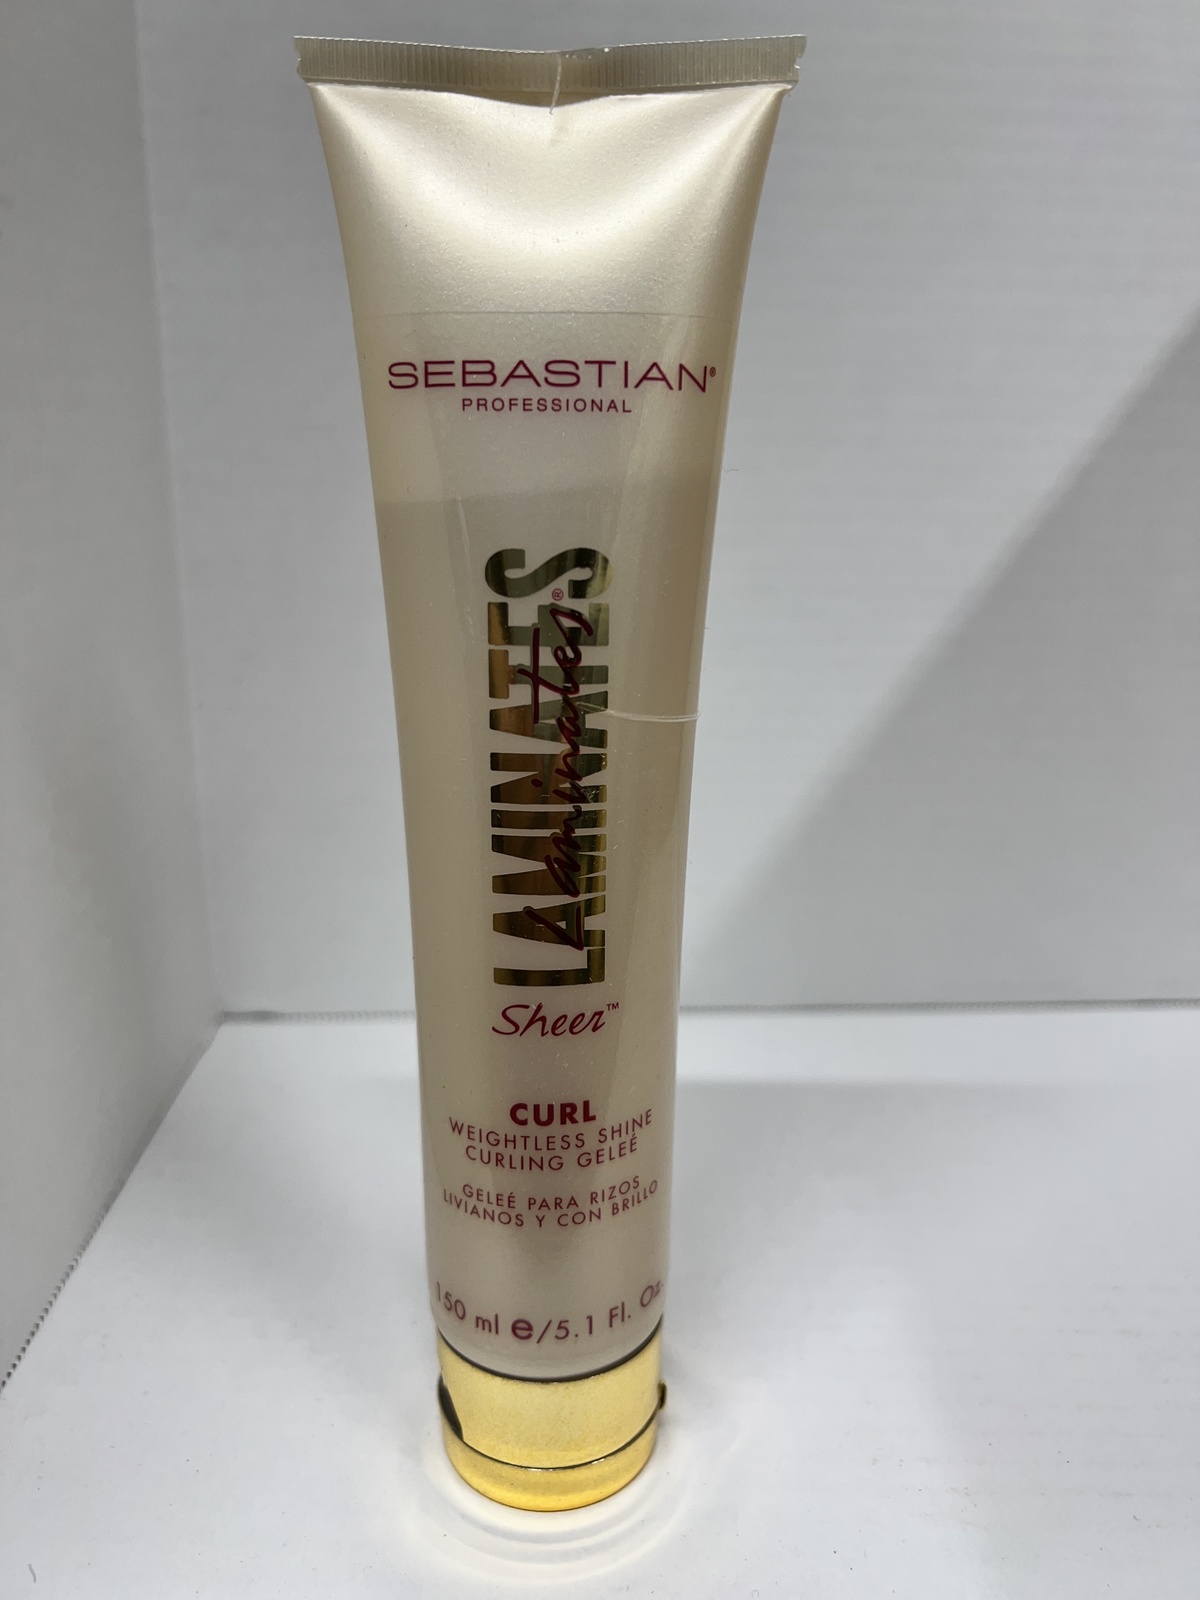 SEBASTIAN®
PROFESSIONAL
LAMINATES
Laminates®
Sheer™
CURL
WEIGHTLESS SHINE
CURLING GELEÉ
GELEÉ PARA RIZOS
LIVIANOS Y CON BRILLO
150 ml e/5.1 Fl. Oz.